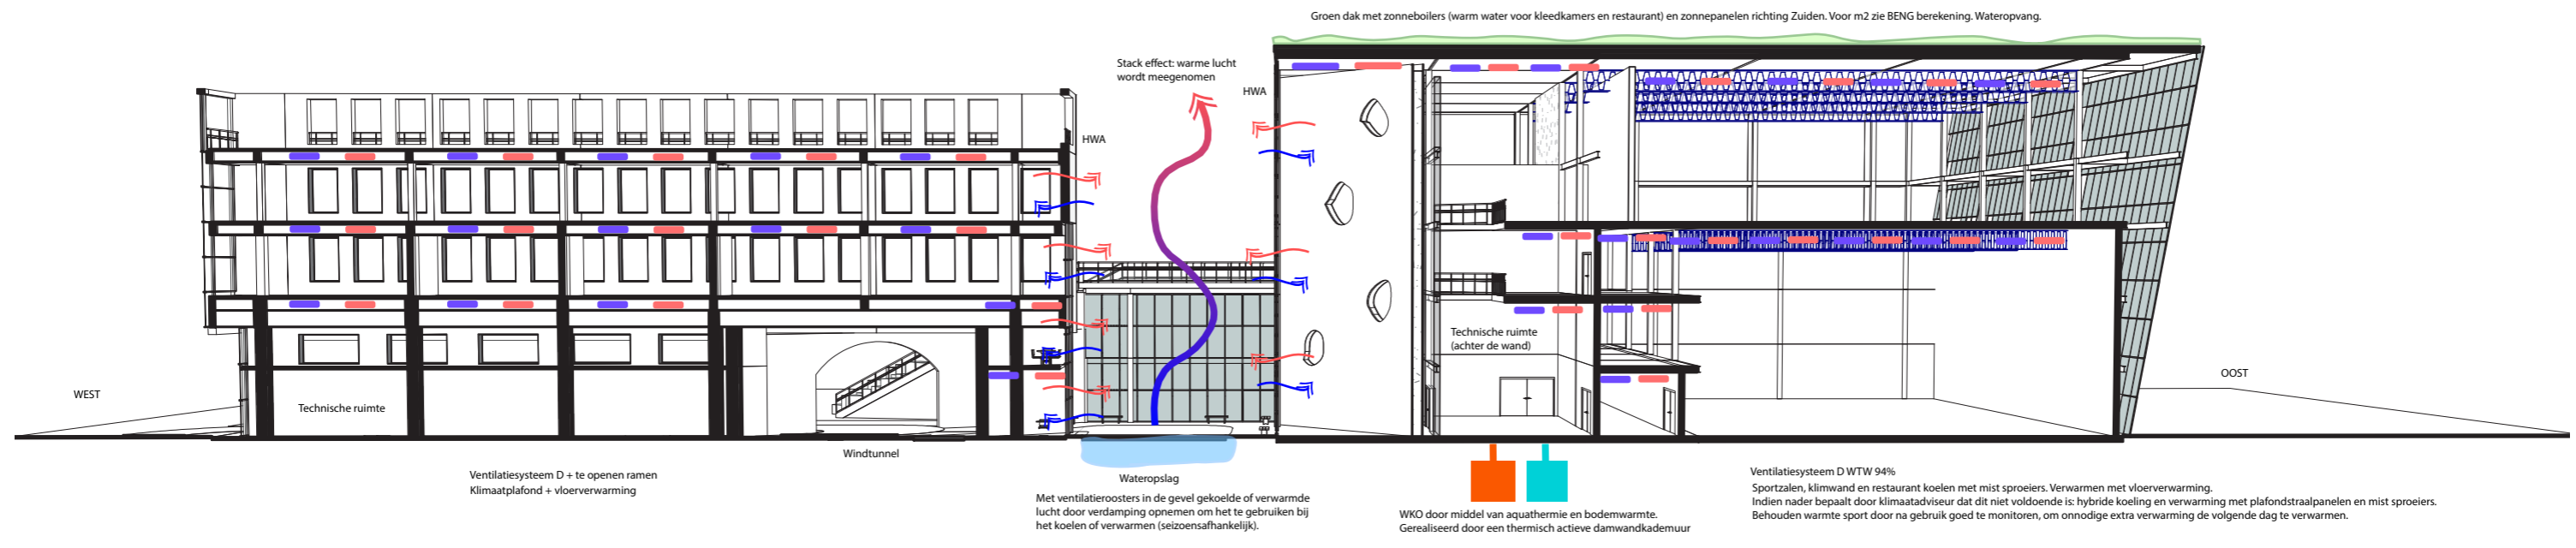 Groen dak met zonneboilers (warm water voor kleedkamers en restaurant) en zonnepanelen richting Zuiden. Voor m2 zie BENG berekening. Wateropvang.
Stack effect: warme lucht
wordt meegenomen
HWA
HWA
Technische ruimte
(achter de wand)
WEST
OOST
Technische ruimte
Windtunnel
Ventilatiesysteem D + te openen ramen
Klimaatplafond + vloerverwarming
Wateropslag
Met ventilatieroosters in de gevel gekoelde of verwarmde
lucht door verdamping opnemen om het te gebruiken bij
het koelen of verwarmen (seizoensafhankelijk).
WKO door middel van aquathermie en bodemwarmte.
Gerealiseerd door een thermisch actieve damwandkademuur
Ventilatiesysteem D WTW 94%
Sportzalen, klimwand en restaurant koelen met mist sproeiers. Verwarmen met vloerverwarming.
Indien nader bepaalt door klimaatadviseur dat dit niet voldoende is: hybride koeling en verwarming met plafondstraalpanelen en mist sproeiers.
Behouden warmte sport door na gebruik goed te monitoren, om onnodige extra verwarming de volgende dag te verwarmen.